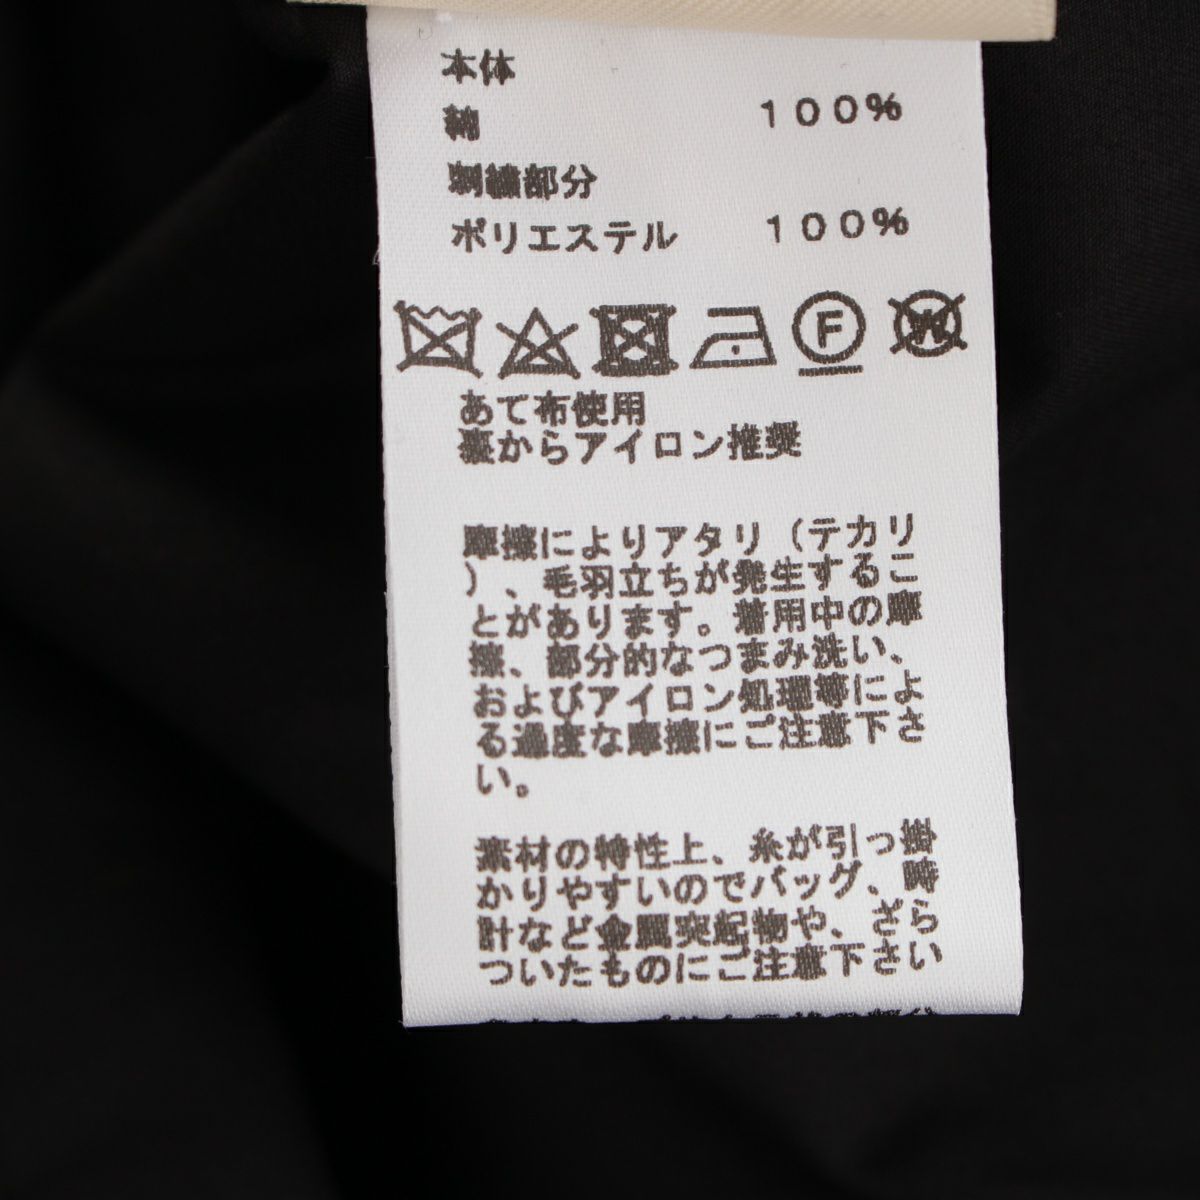 本体
綿 100%
刺繍部分
ポリエステル 100%
F W
あて布使用
裏からアイロン推奨
摩擦によりアタリ(テカリ
)、毛羽立ちが発生するこ
とがあります。着用中の摩
擦、部分的なつまみ洗い、
およびアイロン処理等によ
る過度な摩擦にご注意下さ
い。
素材の特性上、糸が引っ掛
かりやすいのでバッグ、時
計など金属突起物や、ざら
ついたものにご注意下さい